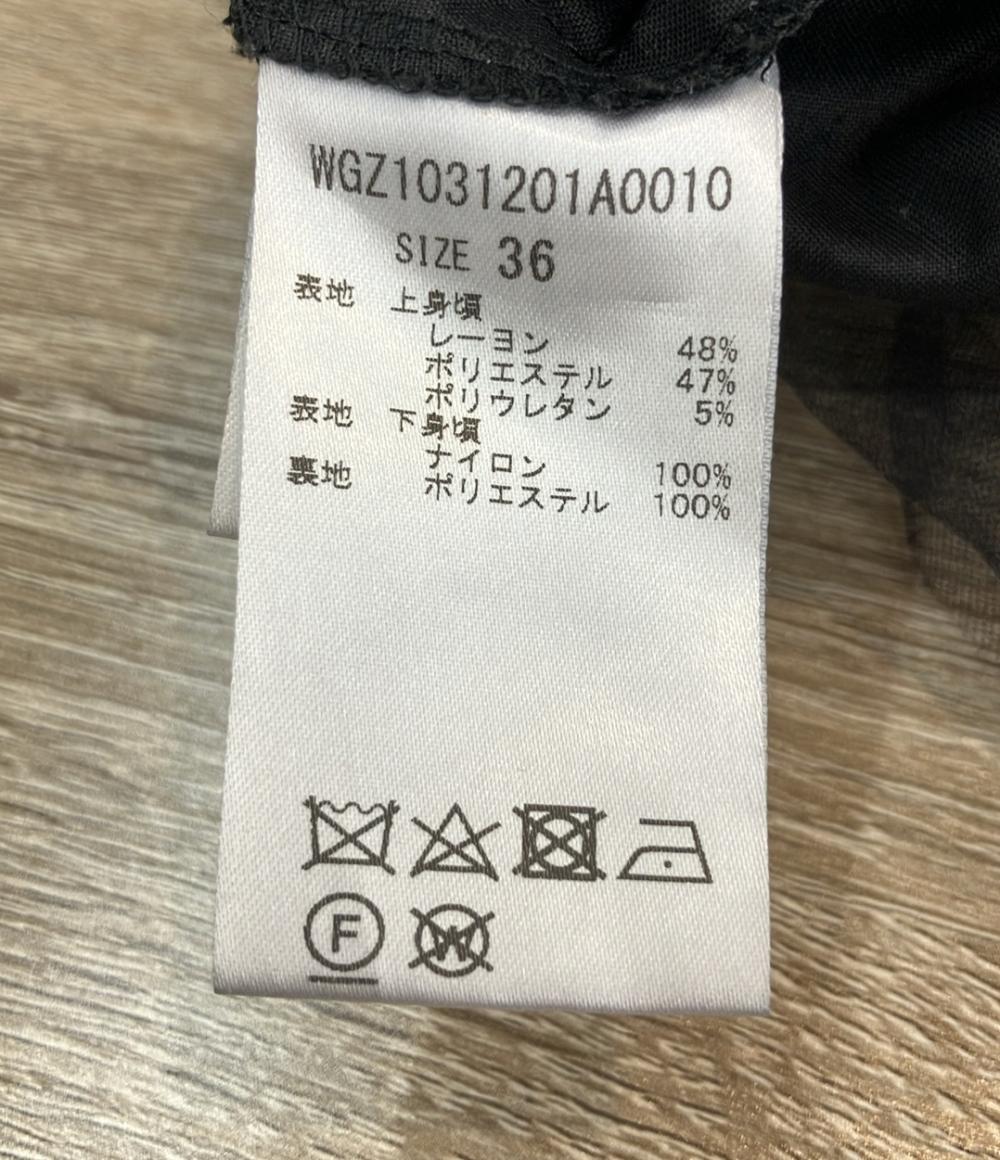 WGZ1031201A0010
SIZE 36
表地 上身頃
レーヨン 48%
ポリエステル 47%
ポリウレタン 5%
表地 下身頃
ナイロン 100%
裏地 ポリエステル 100%
F
W